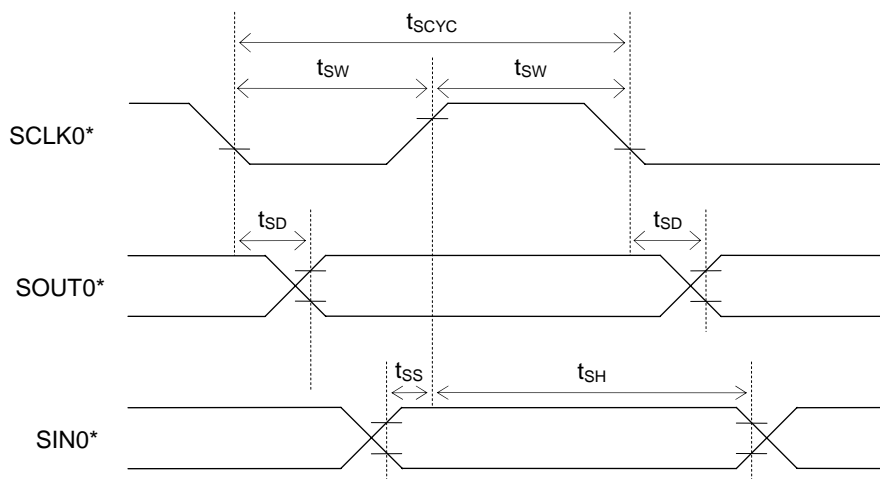 tSCYC
tSW tSW
SCLK0*
tSD tSD
SOUT0*
tSS tSH
SIN0*